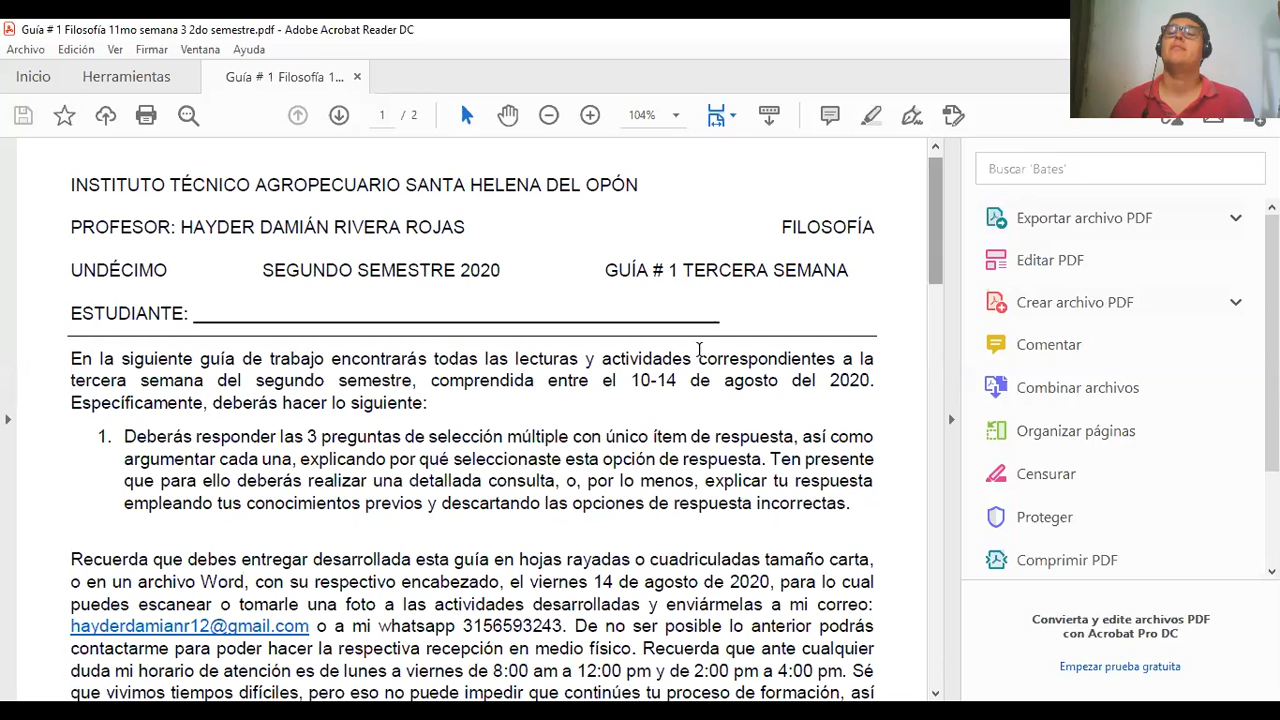 Guía # 1 Filosofía 11mo semana 3 2do semestre.pdf - Adobe Acrobat Reader DC
Archivo Edición Ver Firmar Ventana Ayuda
Inicio Herramientas Guía # 1 Filosofía 1... ×
1 / 2 104%
Buscar 'Bates'
INSTITUTO TÉCNICO AGROPECUARIO SANTA HELENA DEL OPÓN
PROFESOR: HAYDER DAMIÁN RIVERA ROJAS FILOSOFÍA
UNDÉCIMO SEGUNDO SEMESTRE 2020 GUÍA # 1 TERCERA SEMANA
ESTUDIANTE:
En la siguiente guía de trabajo encontrarás todas las lecturas y actividades correspondientes a la
tercera semana del segundo semestre, comprendida entre el 10-14 de agosto del 2020.
Específicamente, deberás hacer lo siguiente:
1. Deberás responder las 3 preguntas de selección múltiple con único ítem de respuesta, así como
argumentar cada una, explicando por qué seleccionaste esta opción de respuesta. Ten presente
que para ello deberás realizar una detallada consulta, o, por lo menos, explicar tu respuesta
empleando tus conocimientos previos y descartando las opciones de respuesta incorrectas.
Recuerda que debes entregar desarrollada esta guía en hojas rayadas o cuadriculadas tamaño carta,
o en un archivo Word, con su respectivo encabezado, el viernes 14 de agosto de 2020, para lo cual
puedes escanear o tomarle una foto a las actividades desarrolladas y enviármelas a mi correo:
hayderdamianr12@gmail.com o a mi whatsapp 3156593243. De no ser posible lo anterior podrás
contactarme para poder hacer la respectiva recepción en medio físico. Recuerda que ante cualquier
duda mi horario de atención es de lunes a viernes de 8:00 am a 12:00 pm y de 2:00 pm a 4:00 pm. Sé
que vivimos tiempos difíciles, pero eso no puede impedir que continúes tu proceso de formación, así
Exportar archivo PDF
Editar PDF
Crear archivo PDF
Comentar
Combinar archivos
Organizar páginas
Censurar
Proteger
Comprimir PDF
Convierta y edite archivos PDF
con Acrobat Pro DC
Empezar prueba gratuita